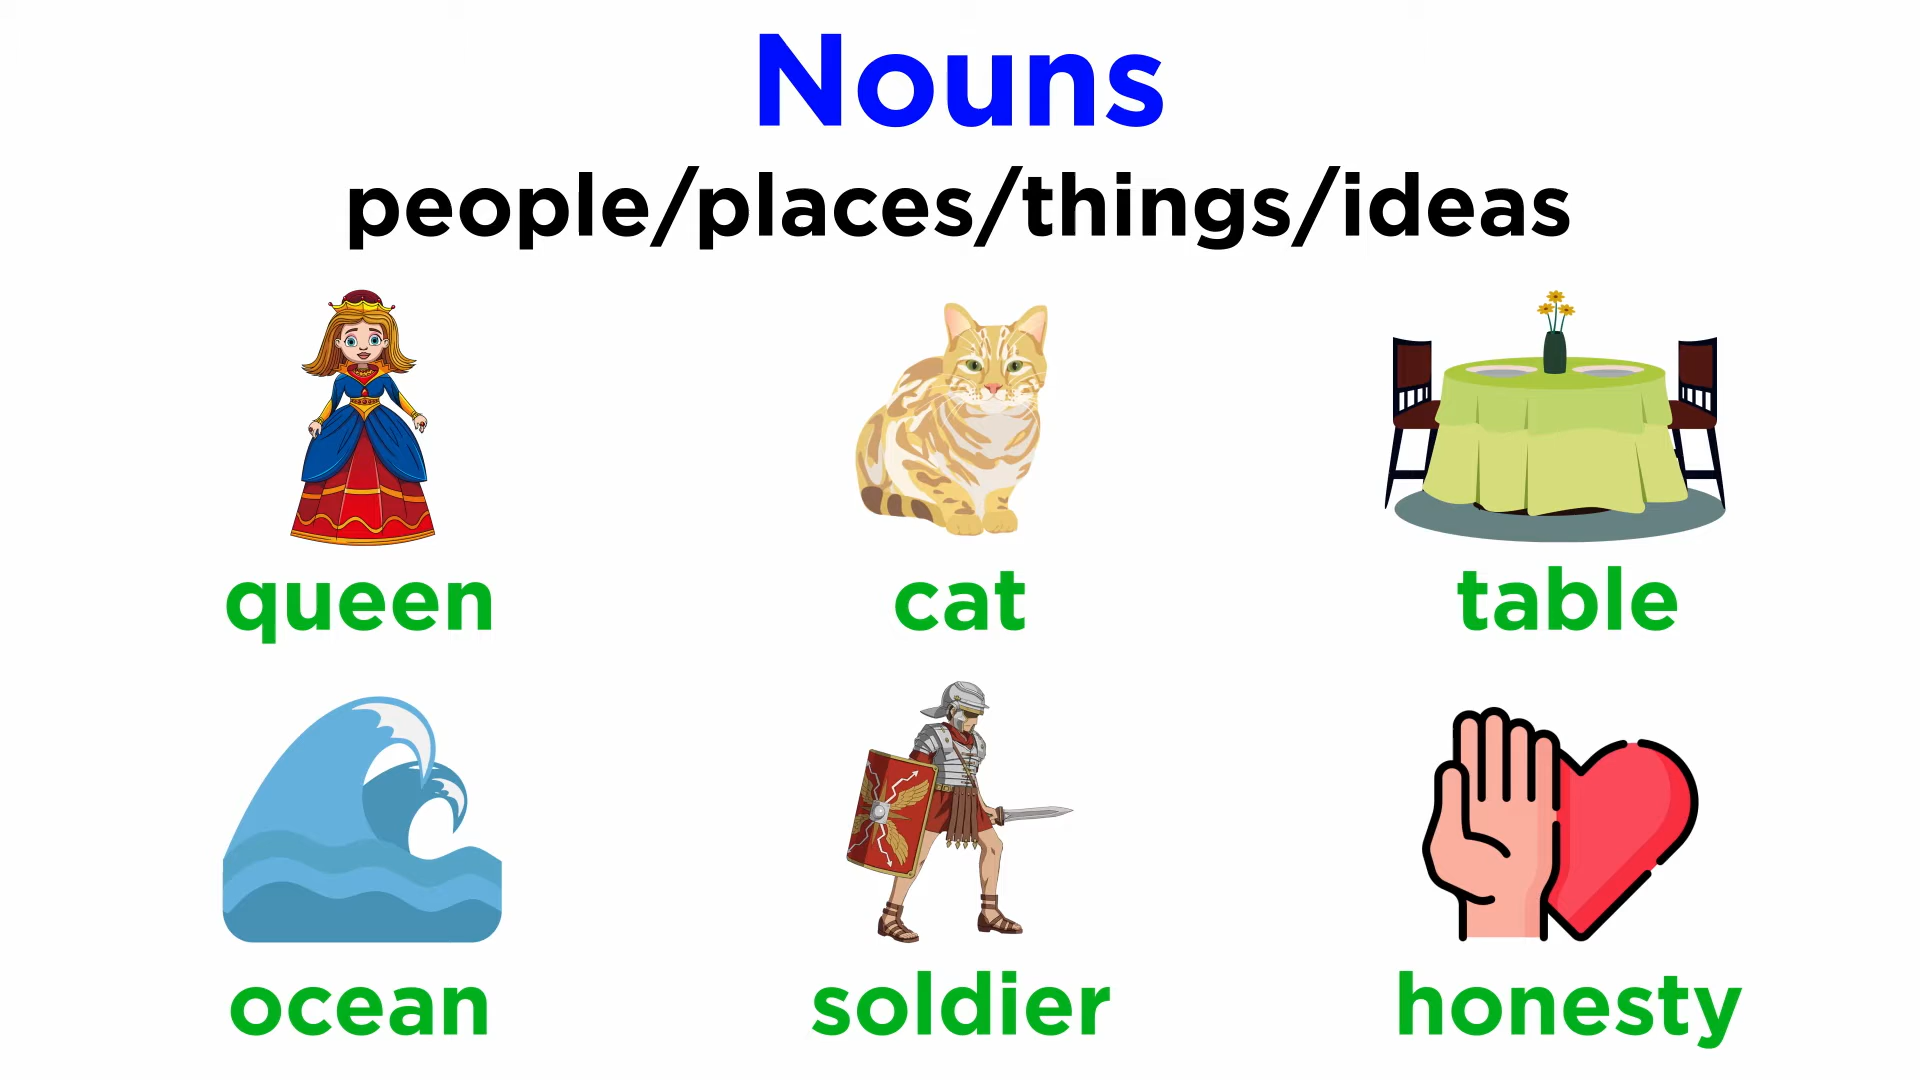 Nouns
people/places/things/ideas
queen cat table
ocean soldier honesty